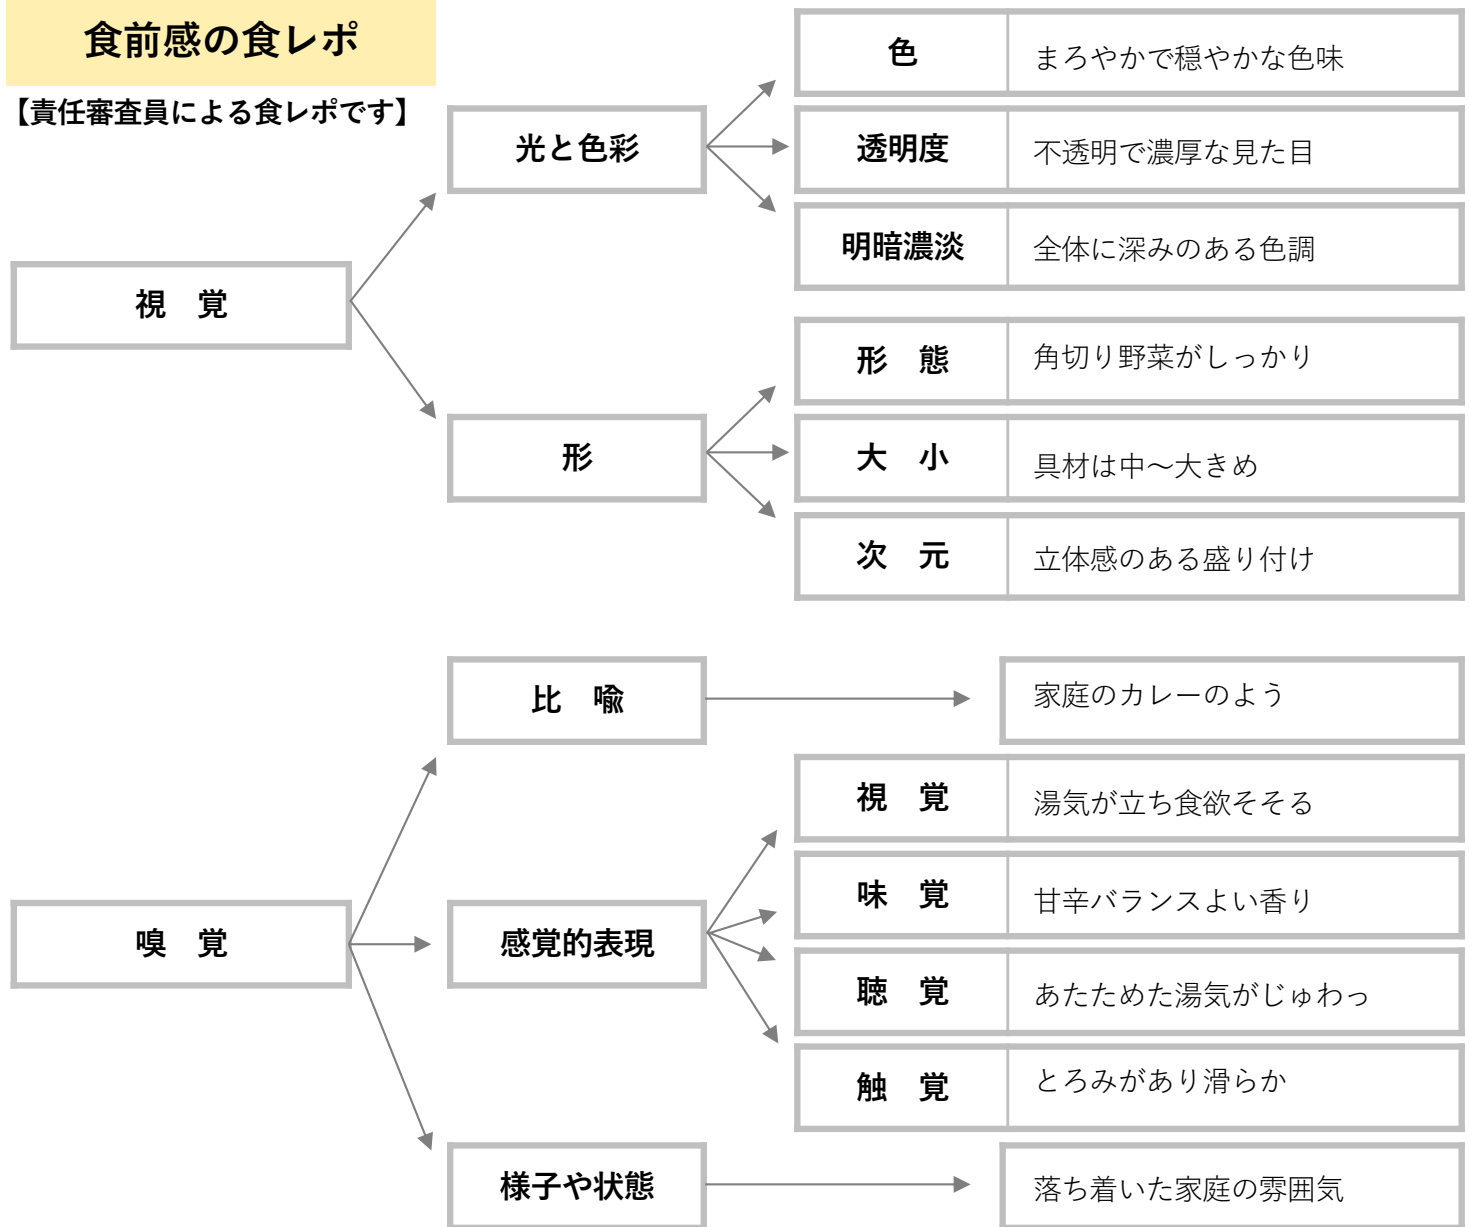 食前感の食レポ
【責任審査員による食レポです】
視　覚
光と色彩
色　まろやかで穏やかな色味
透明度　不透明で濃厚な見た目
明暗濃淡　全体に深みのある色調
形
形　態　角切り野菜がしっかり
大　小　具材は中～大きめ
次　元　立体感のある盛り付け
嗅　覚
比　喩
家庭のカレーのよう
感覚的表現
視　覚　湯気が立ち食欲そそる
味　覚　甘辛バランスよい香り
聴　覚　あたためた湯気がじゅわっ
触　覚　とろみがあり滑らか
様子や状態
落ち着いた家庭の雰囲気